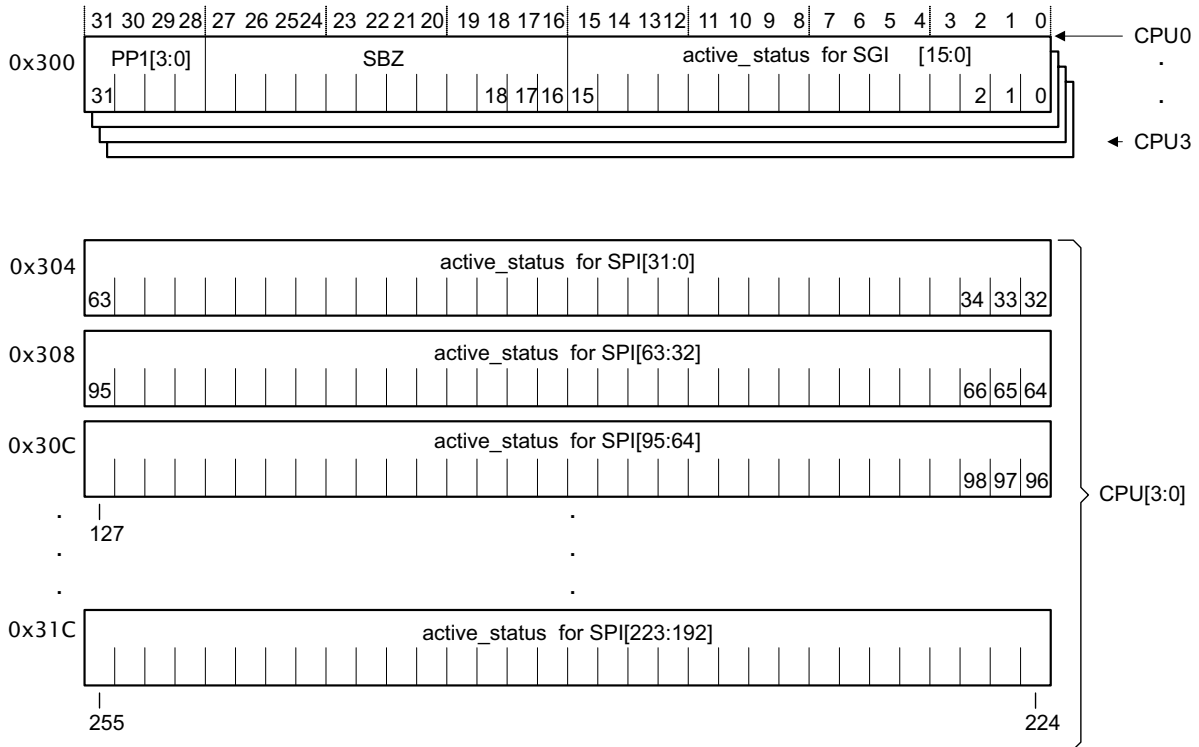 31 30 29 28 27 26 25 24 23 22 21 20 19 18 17 16 15 14 13 12 11 10 9 8 7 6 5 4 3 2 1 0
CPU0
0x300
PP1[3:0]
SBZ
active_status for SGI [15:0]
31 18 17 16 15 2 1 0
CPU3
0x304
active_status for SPI[31:0]
63 34 33 32
0x308
active_status for SPI[63:32]
95 66 65 64
0x30C
active_status for SPI[95:64]
98 97 96
CPU[3:0]
127
0x31C
active_status for SPI[223:192]
255 224